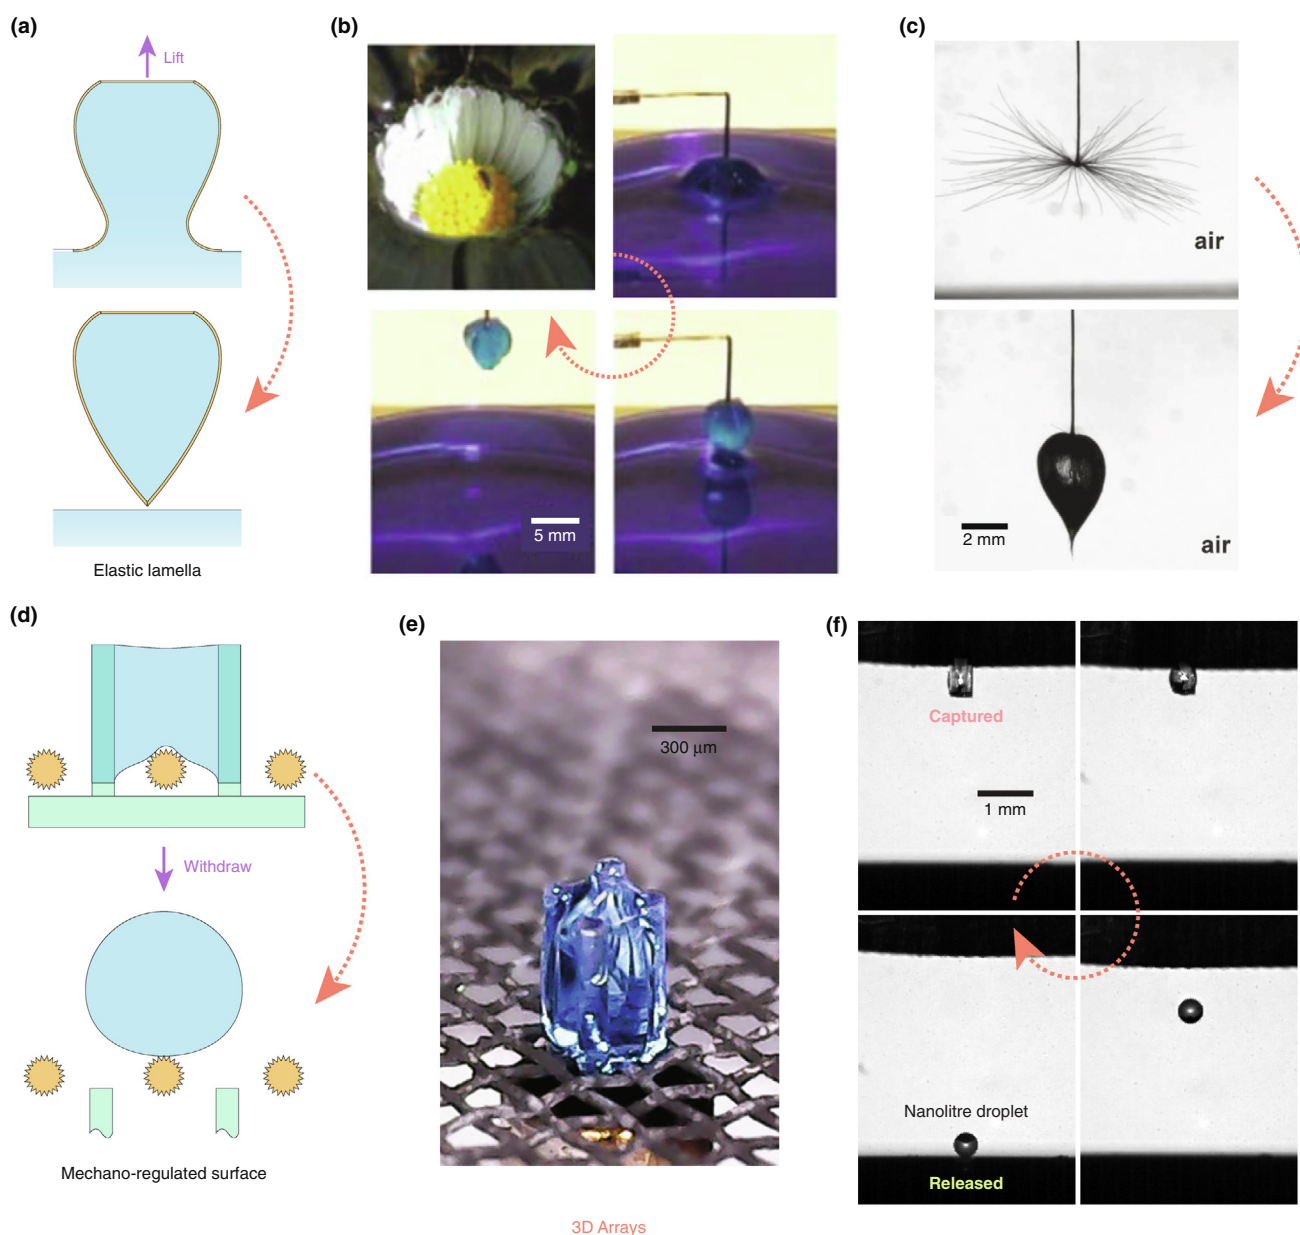 (a)
Lift
Elastic lamella
(b)
5 mm
(c)
air
2 mm
air
(d)
Withdraw
Mechano-regulated surface
(e)
300 μm
(f)
Captured
1 mm
Nanolitre droplet
Released
3D Arrays